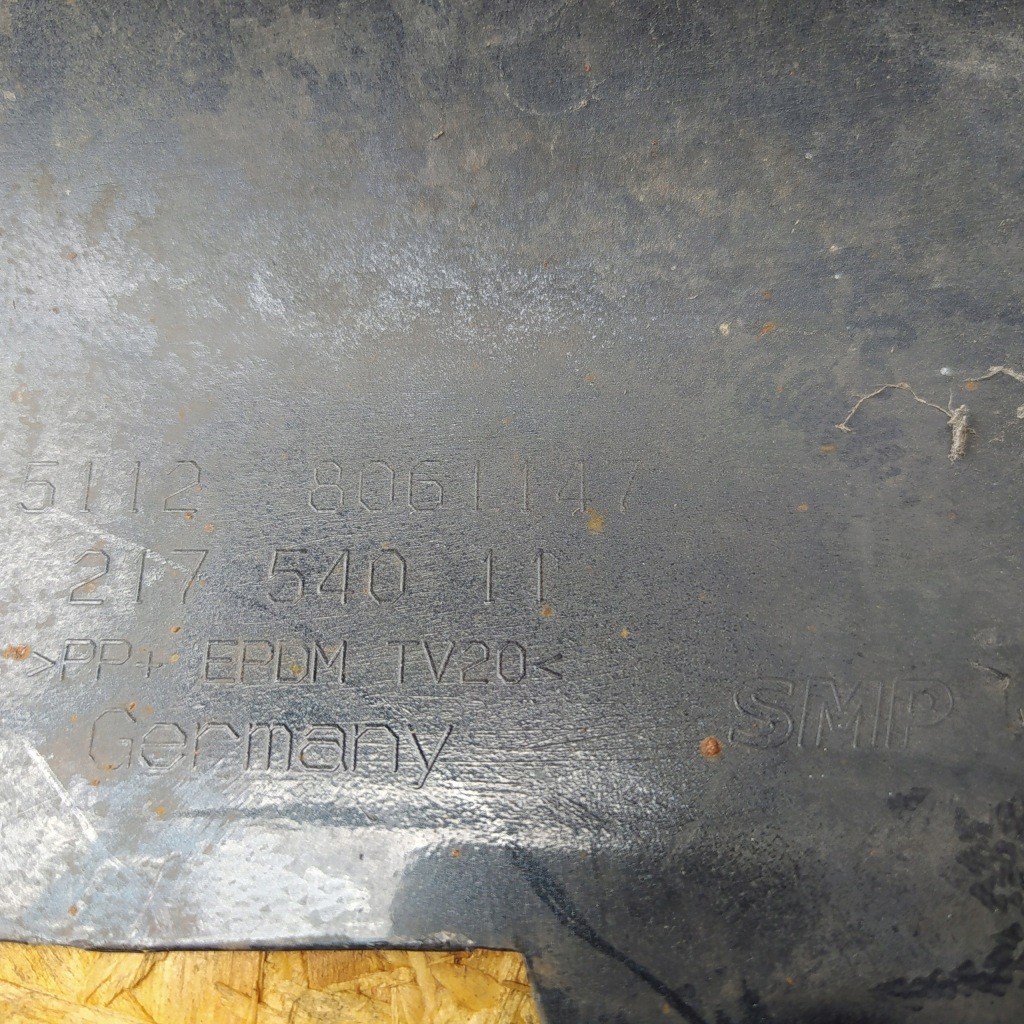 5112 8061147
217 540 11
>PP+ EPDM TV20<
Germany
SMP